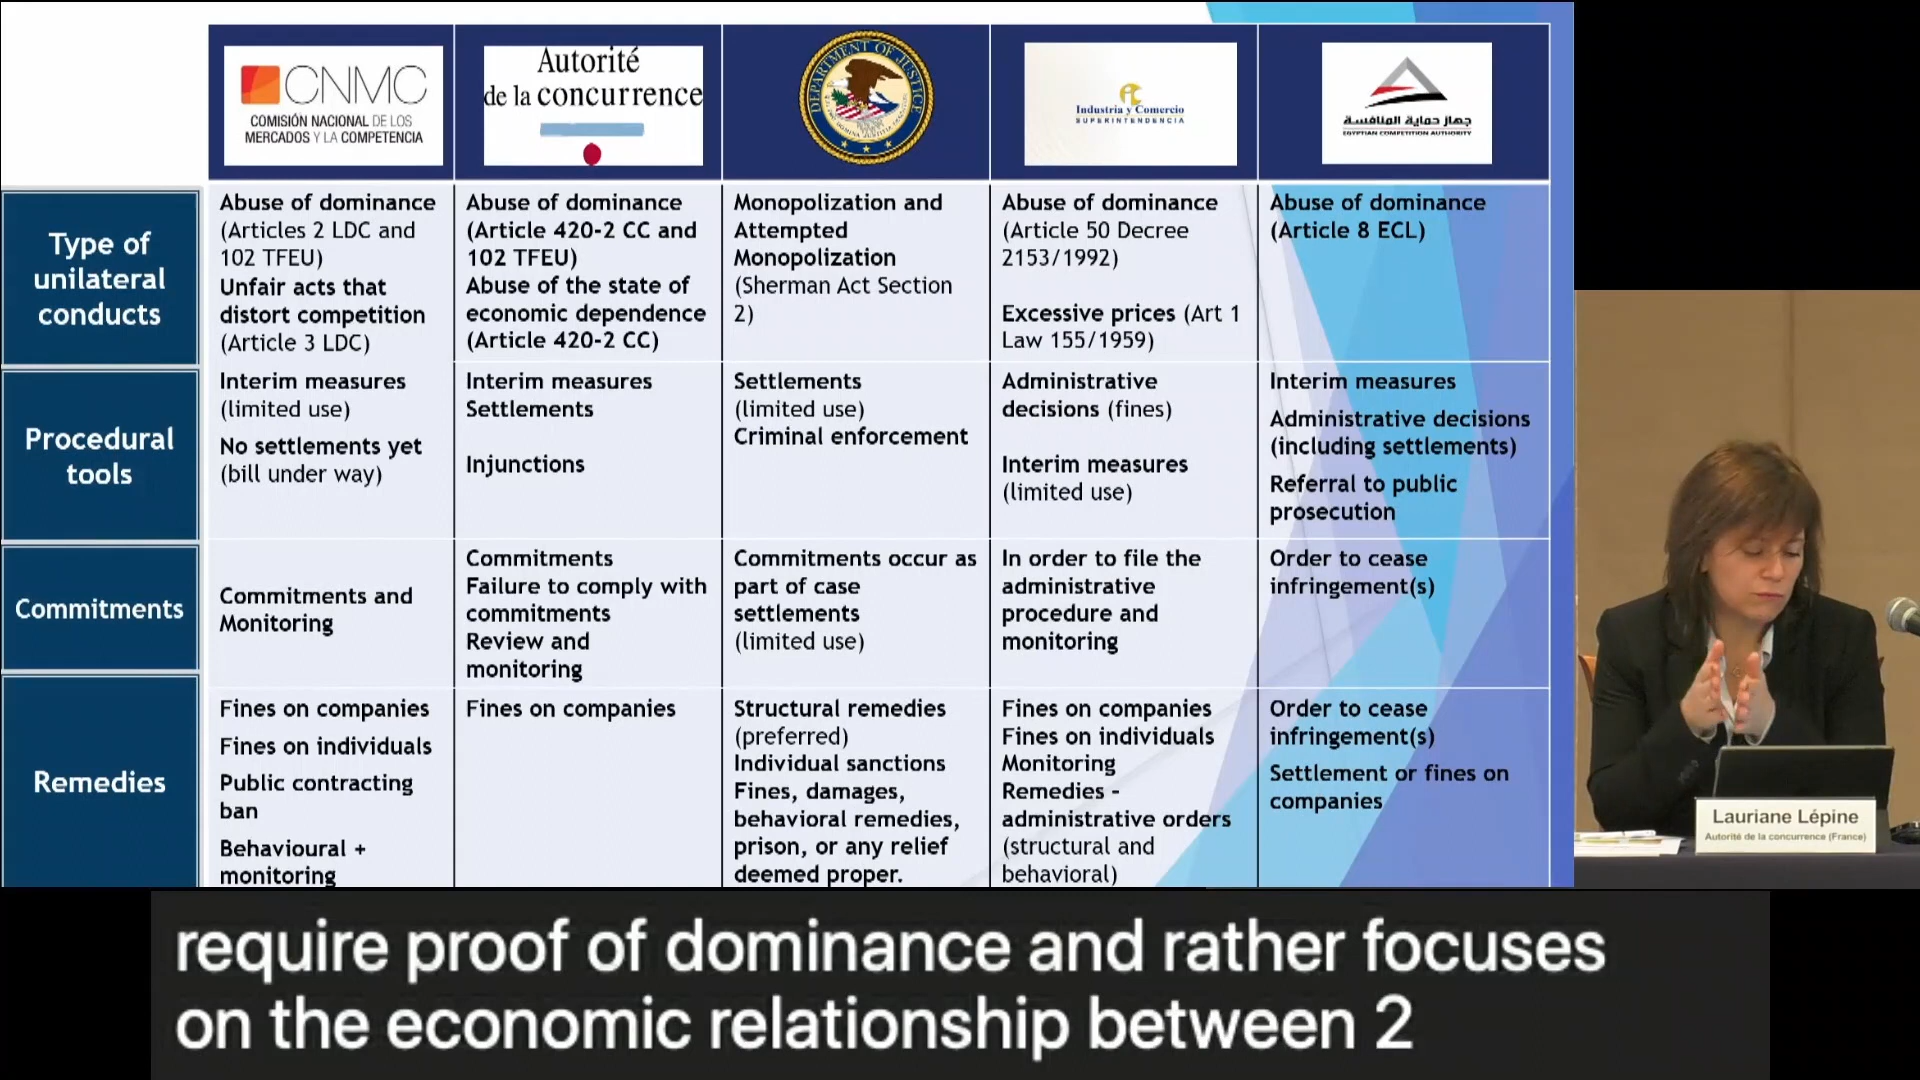 CNMC
COMISIÓN NACIONAL DE LOS
MERCADOS Y LA COMPETENCIA
Autorité
de la concurrence
DEPARTMENT OF JUSTICE
Industria y Comercio
SUPERINTENDENCIA
جهاز حماية المنافسة
EGYPTIAN COMPETITION AUTHORITY
Type of
unilateral
conducts
Abuse of dominance
(Articles 2 LDC and
102 TFEU)
Unfair acts that
distort competition
(Article 3 LDC)
Abuse of dominance
(Article 420-2 CC and
102 TFEU)
Abuse of the state of
economic dependence
(Article 420-2 CC)
Monopolization and
Attempted
Monopolization
(Sherman Act Section
2)
Abuse of dominance
(Article 50 Decree
2153/1992)
Excessive prices (Art 1
Law 155/1959)
Abuse of dominance
(Article 8 ECL)
Procedural
tools
Interim measures
(limited use)
No settlements yet
(bill under way)
Interim measures
Settlements
Injunctions
Settlements
(limited use)
Criminal enforcement
Administrative
decisions (fines)
Interim measures
(limited use)
Interim measures
Administrative decisions
(including settlements)
Referral to public
prosecution
Commitments
Commitments and
Monitoring
Commitments
Failure to comply with
commitments
Review and
monitoring
Commitments occur as
part of case
settlements
(limited use)
In order to file the
administrative
procedure and
monitoring
Order to cease
infringement(s)
Remedies
Fines on companies
Fines on individuals
Public contracting
ban
Behavioural +
monitoring
Fines on companies
Structural remedies
(preferred)
Individual sanctions
Fines, damages,
behavioral remedies,
prison, or any relief
deemed proper.
Fines on companies
Fines on individuals
Monitoring
Remedies -
administrative orders
(structural and
behavioral)
Order to cease
infringement(s)
Settlement or fines on
companies
Lauriane Lépine
Autorité de la concurrence (France)
require proof of dominance and rather focuses
on the economic relationship between 2